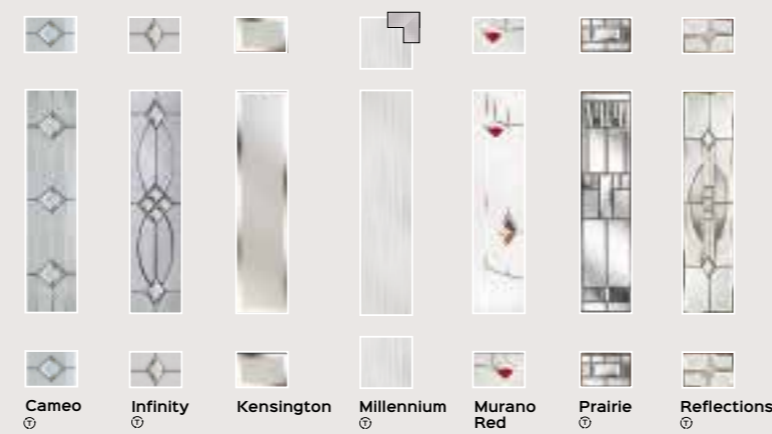 Cameo
Ⓣ
Infinity
Ⓣ
Kensington
Millennium
Ⓣ
Murano
Red
Prairie
Ⓣ
Reflections
Ⓣ